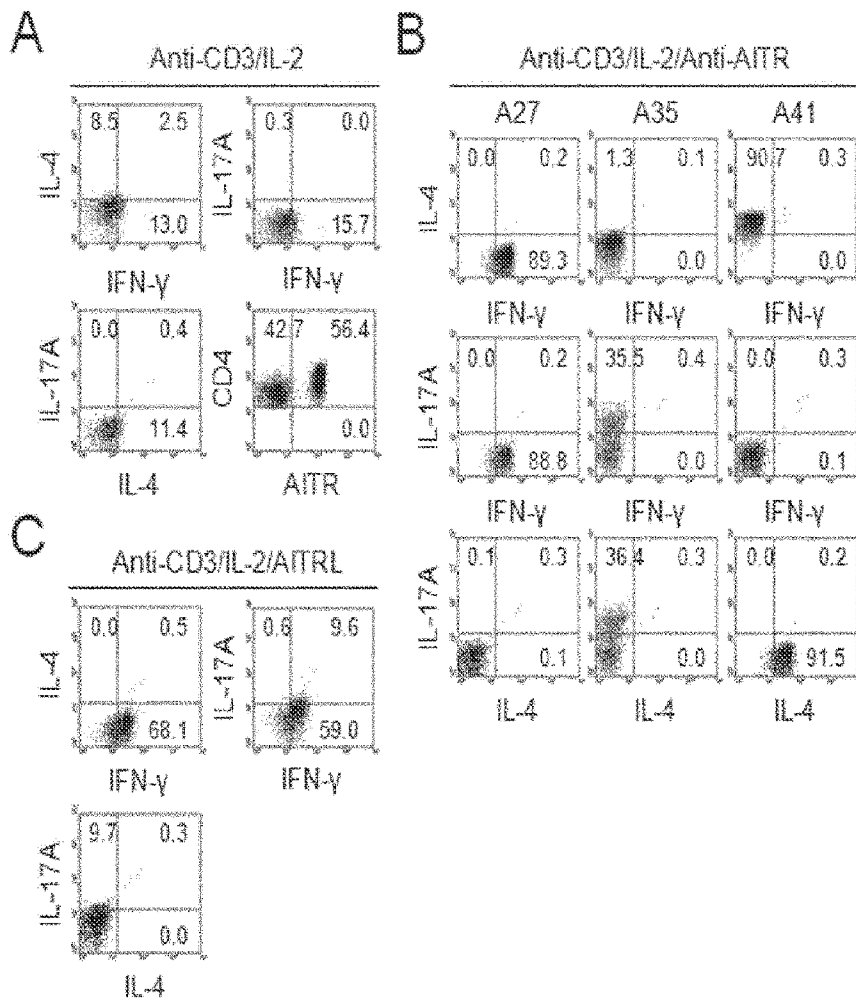 A
Anti-CD3/IL-2
IL-4
8.5 2.5
13.0
IFN-γ
IL-17A
0.3 0.0
15.7
IFN-γ
IL-17A
0.0 0.4
11.4
IL-4
CD4
42.7 56.4
0.0
AITR
B
Anti-CD3/IL-2/Anti-AITR
A27 A35 A41
IL-4
0.0 0.2
89.3
IFN-γ
1.3 0.1
0.0
IFN-γ
90.7 0.3
0.0
IFN-γ
IL-17A
0.0 0.2
88.8
IFN-γ
35.5 0.4
0.0
IFN-γ
0.0 0.3
0.1
IFN-γ
IL-17A
0.1 0.3
0.1
IL-4
36.4 0.3
0.0
IL-4
0.0 0.2
91.5
IL-4
C
Anti-CD3/IL-2/AITRL
IL-4
0.0 0.5
68.1
IFN-γ
IL-17A
0.6 9.6
59.0
IFN-γ
IL-17A
9.7 0.3
0.0
IL-4